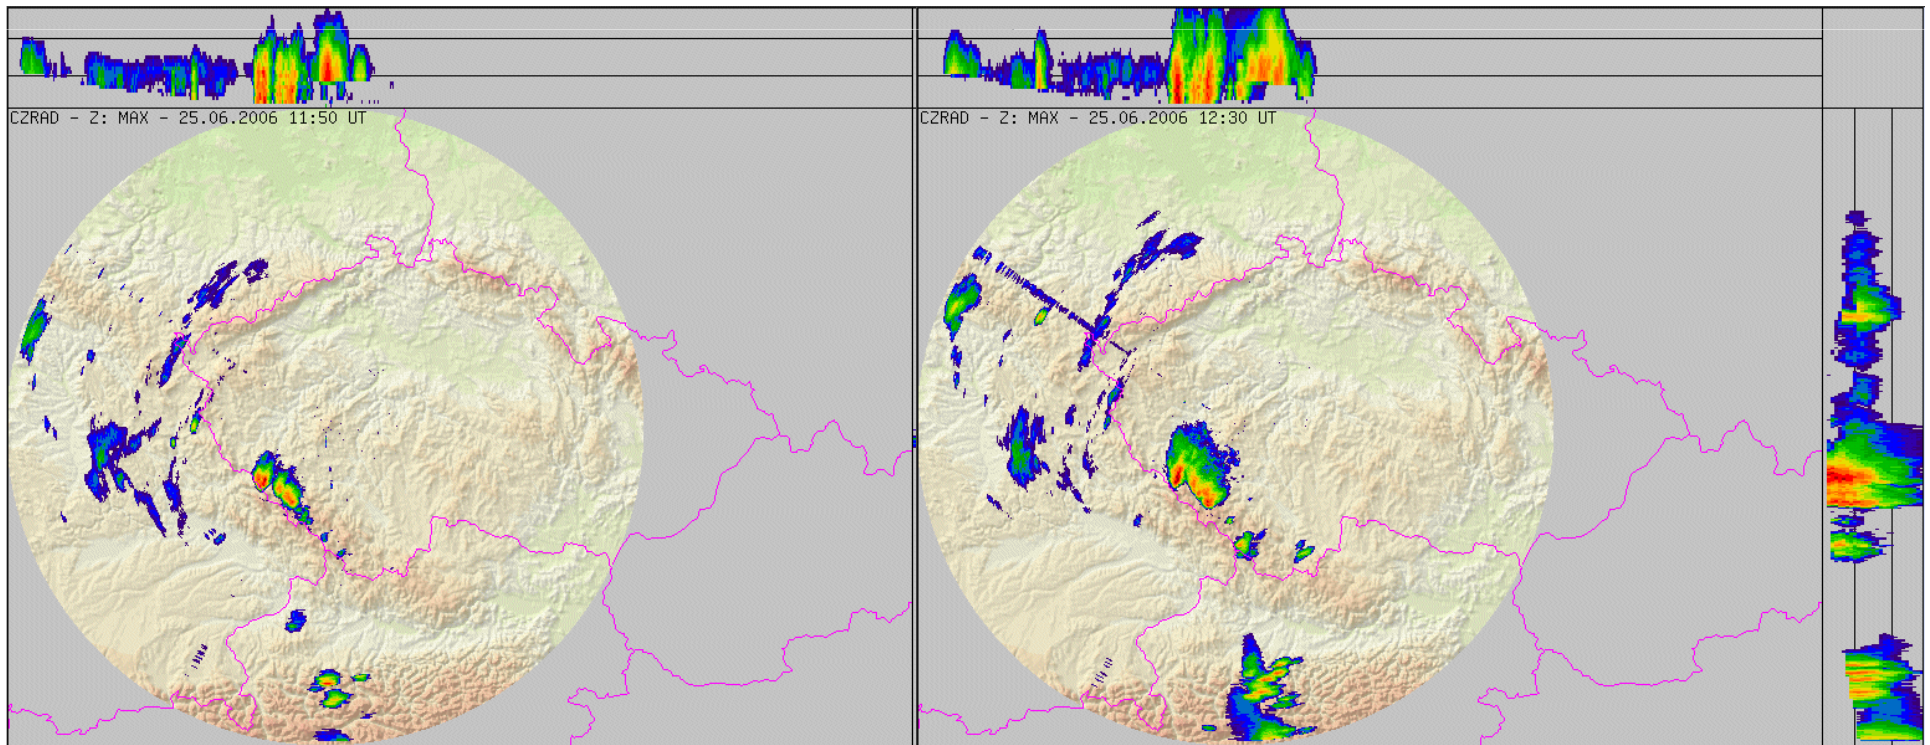 CZRAD - Z: MAX - 25.06.2006 11:50 UT
CZRAD - Z: MAX - 25.06.2006 12:30 UT